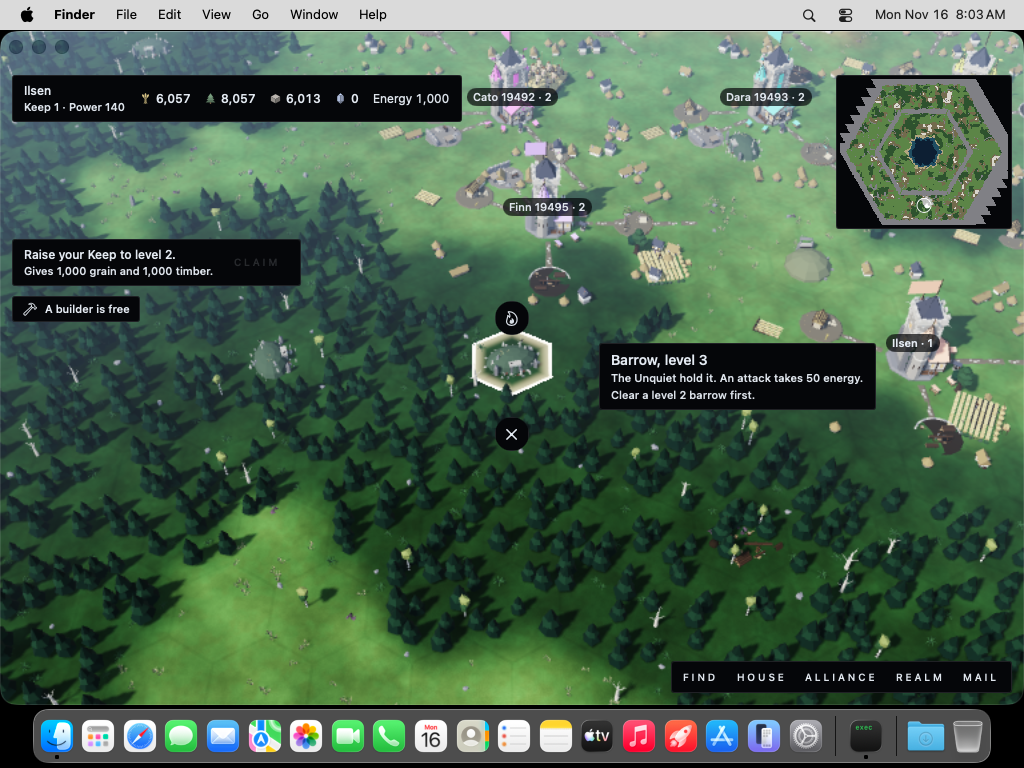 Finder File Edit View Go Window Help
Mon Nov 16 8:03 AM
Ilsen
Keep 1 · Power 140
6,057
8,057
6,013
0
Energy 1,000
Cato 19492 · 2
Dara 19493 · 2
Finn 19495 · 2
Raise your Keep to level 2.
Gives 1,000 grain and 1,000 timber.
CLAIM
A builder is free
Ilsen · 1
Barrow, level 3
The Unquiet hold it. An attack takes 50 energy.
Clear a level 2 barrow first.
FIND HOUSE ALLIANCE REALM MAIL
Mon
16
tv
exec